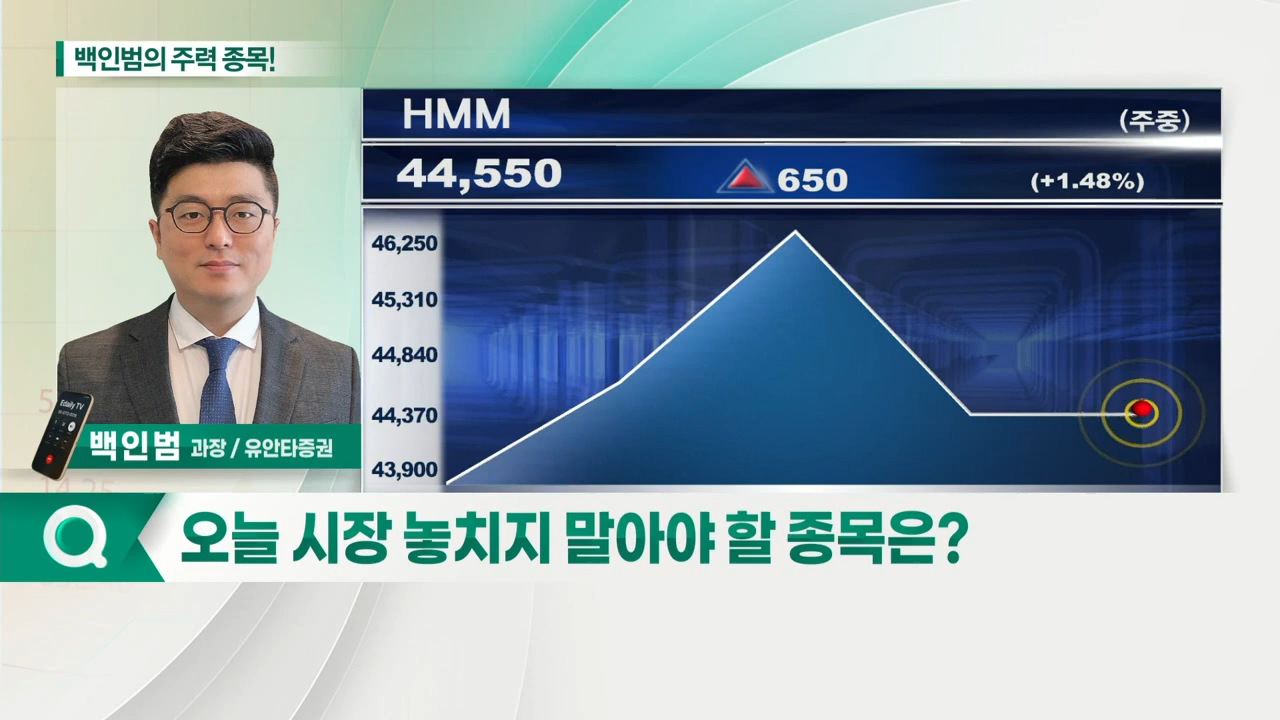 백인범의 주력 종목!
HMM
(주중)
44,550 ▲ 650 (+1.48%)
46,250
45,310
44,840
44,370
43,900
Edaily TV
백인범 과장 / 유안타증권
Q 오늘 시장 놓치지 말아야 할 종목은?